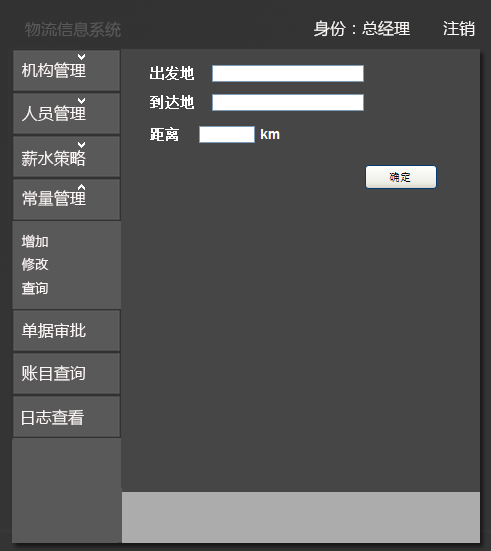 物流信息系统
身份：总经理 注销
机构管理
人员管理
薪水策略
常量管理
增加
修改
查询
单据审批
账目查询
日志查看
出发地
到达地
距离 km
确定